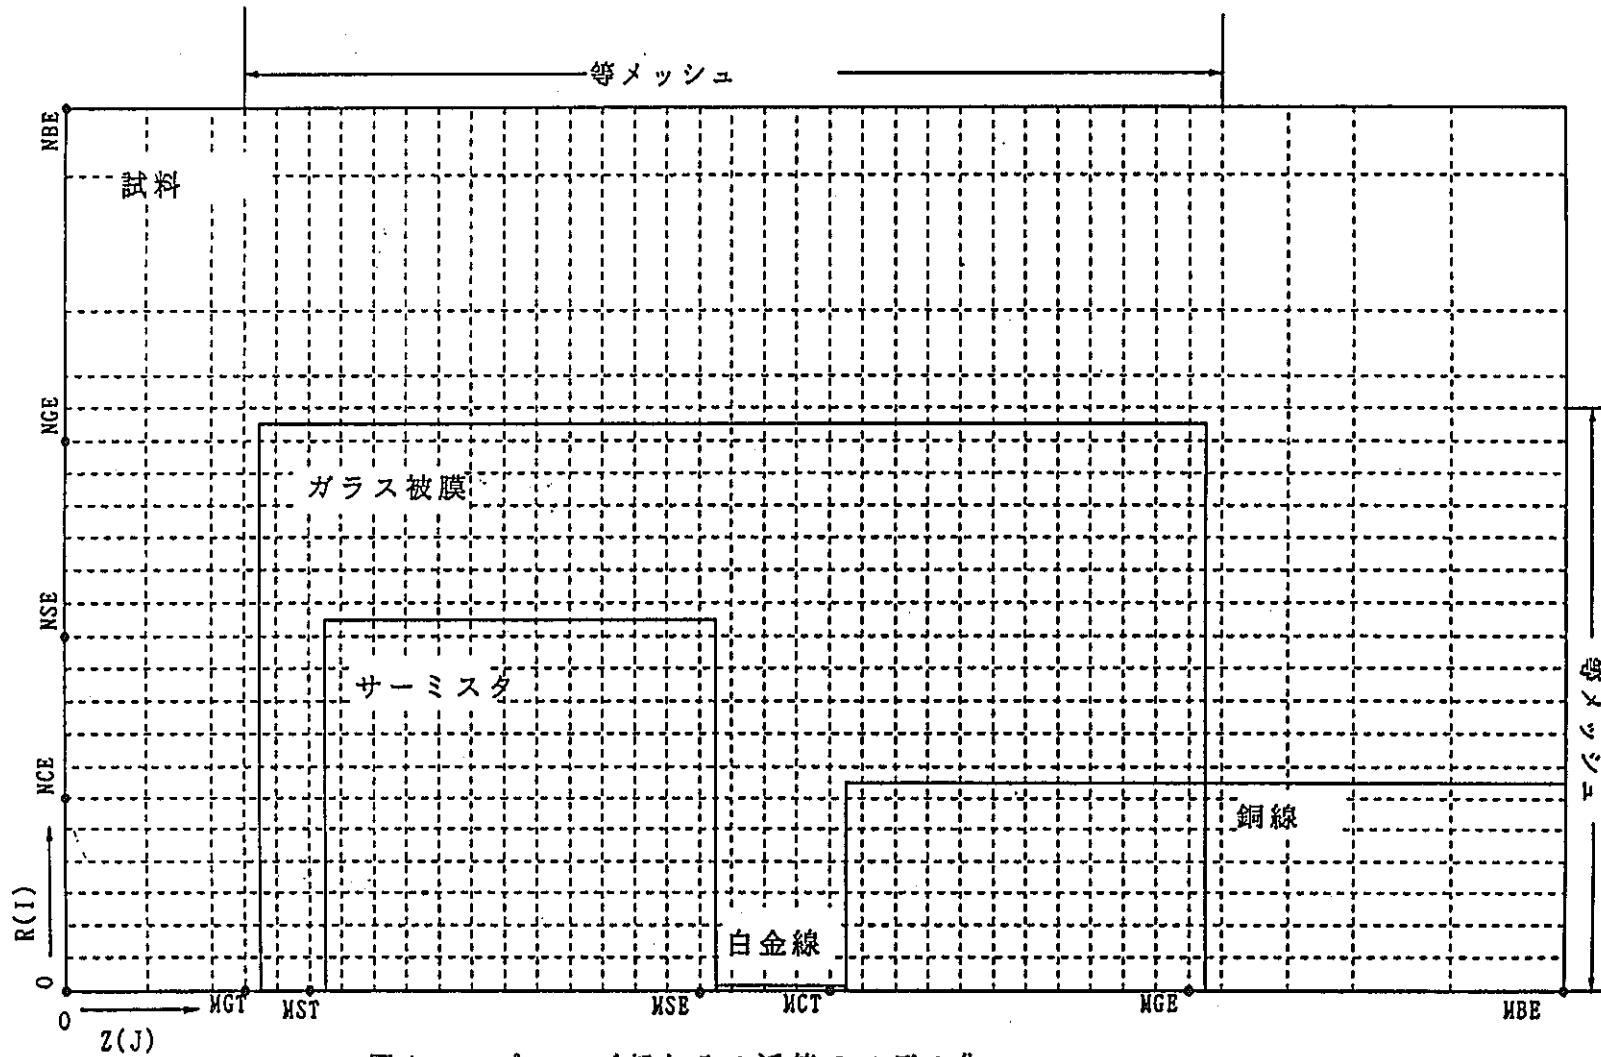 等メッシュ
NBE
試料
NGE
ガラス被膜
NSE
サーミスタ
等メッシュ
NCE
銅線
R(I)
白金線
0
0
MGT
MST
MSE
MCT
MGE
MBE
Z(J)